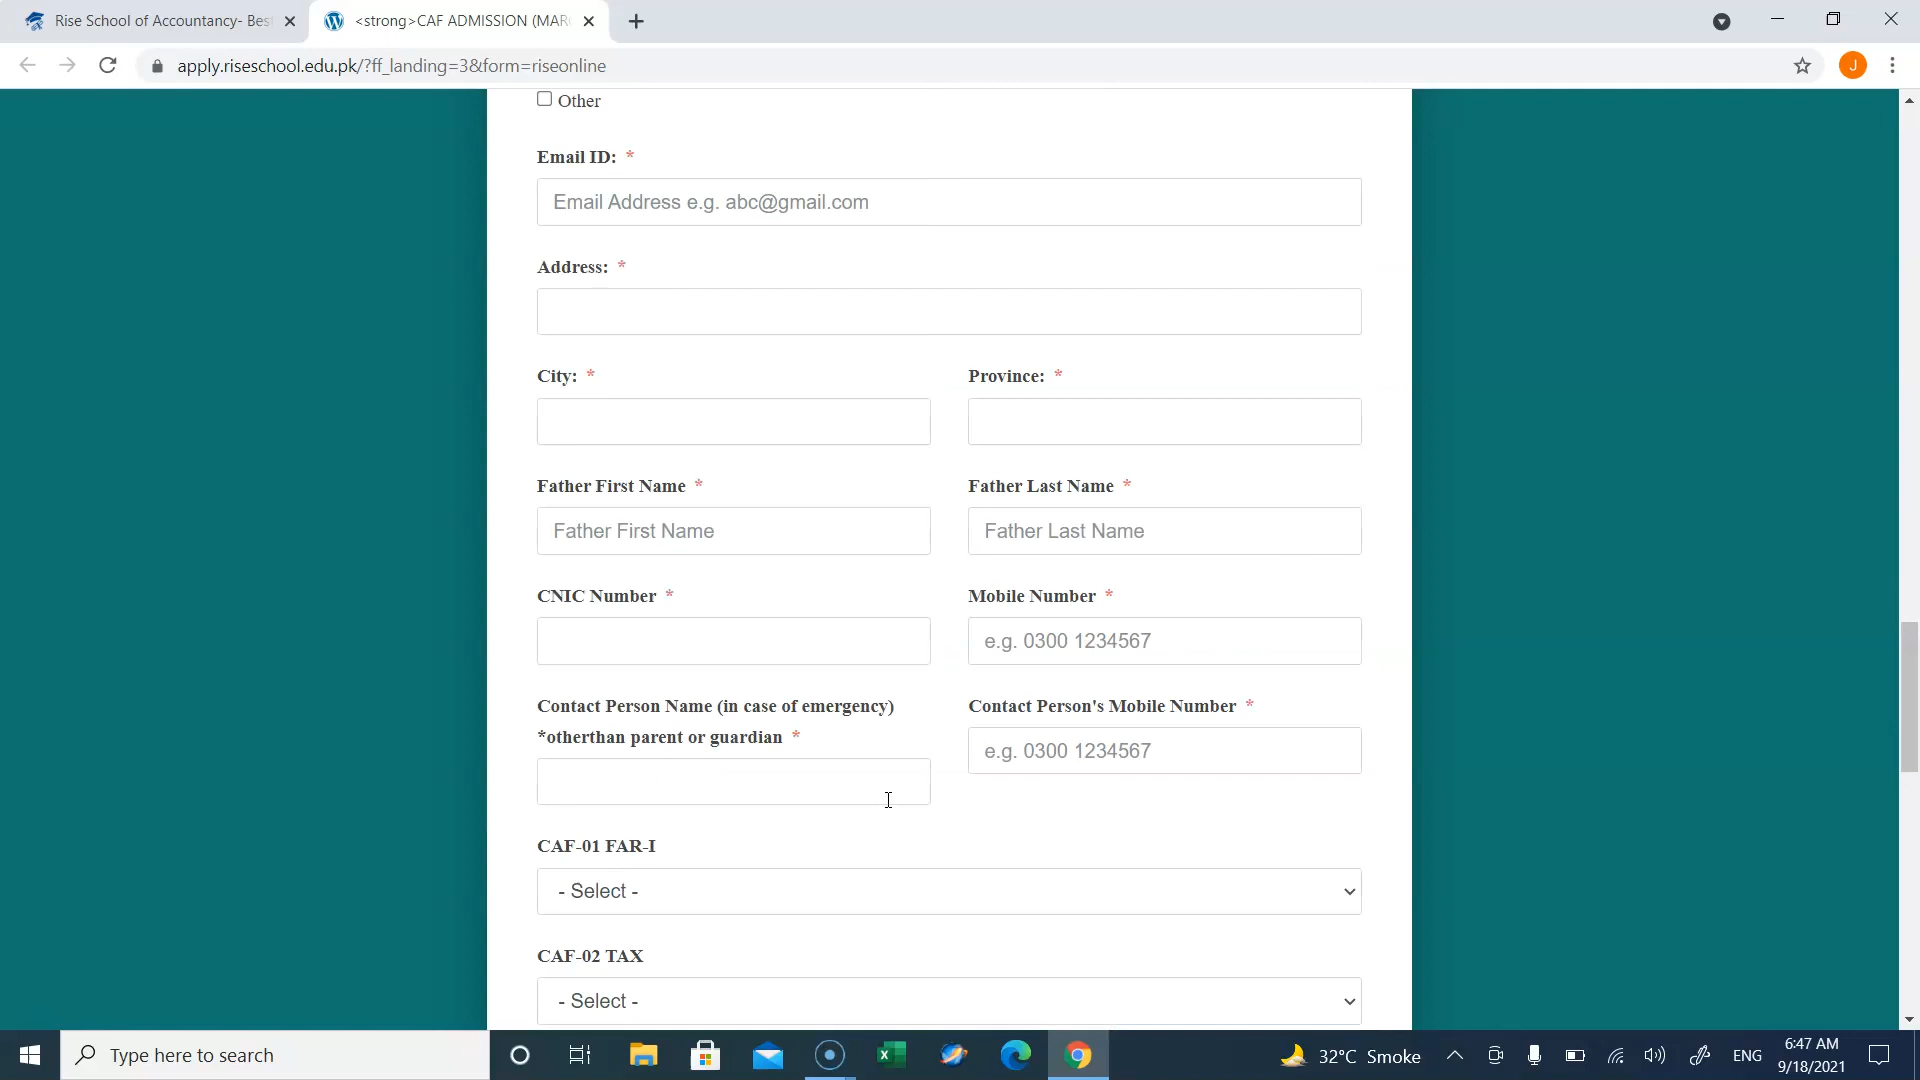 Rise School of Accountancy- Bes
<strong>CAF ADMISSION (MAR
apply.riseschool.edu.pk/?ff_landing=3&form=riseonline
J
Other
Email ID: *
Email Address e.g. abc@gmail.com
Address: *
City: * Province: *
Father First Name * Father Last Name *
Father First Name Father Last Name
CNIC Number * Mobile Number *
e.g. 0300 1234567
Contact Person Name (in case of emergency)
*otherthan parent or guardian *
Contact Person's Mobile Number *
e.g. 0300 1234567
CAF-01 FAR-I
- Select -
CAF-02 TAX
- Select -
Type here to search
32°C Smoke
ENG
6:47 AM
9/18/2021